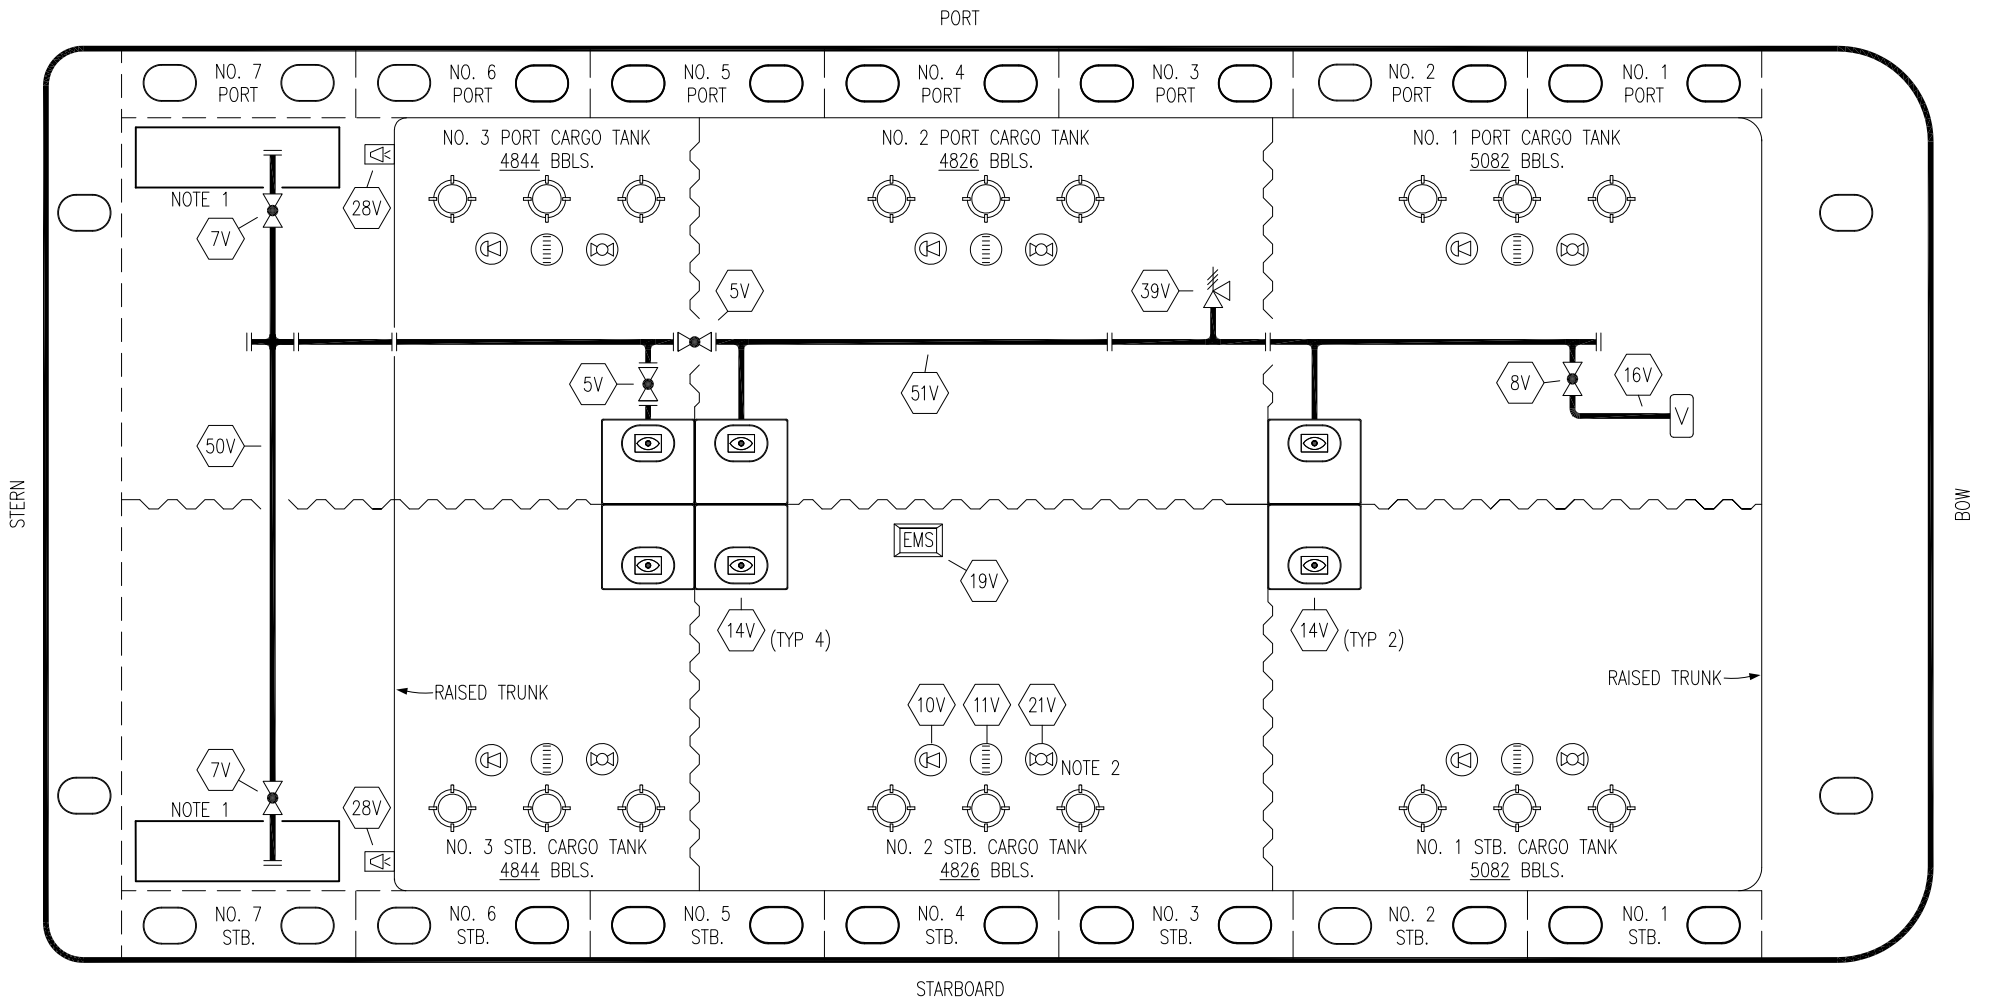 PORT
NO. 7
PORT
NO. 6
PORT
NO. 5
PORT
NO. 4
PORT
NO. 3
PORT
NO. 2
PORT
NO. 1
PORT
NO. 3 PORT CARGO TANK
4844 BBLS.
NO. 2 PORT CARGO TANK
4826 BBLS.
NO. 1 PORT CARGO TANK
5082 BBLS.
NOTE 1
28V
7V
5V
39V
5V
51V
8V
16V
V
50V
STERN
BOW
EMS
19V
14V
(TYP 4)
14V
(TYP 2)
RAISED TRUNK
RAISED TRUNK
10V
11V
21V
NOTE 2
7V
NOTE 1
28V
NO. 3 STB. CARGO TANK
4844 BBLS.
NO. 2 STB. CARGO TANK
4826 BBLS.
NO. 1 STB. CARGO TANK
5082 BBLS.
NO. 7
STB.
NO. 6
STB.
NO. 5
STB.
NO. 4
STB.
NO. 3
STB.
NO. 2
STB.
NO. 1
STB.
STARBOARD